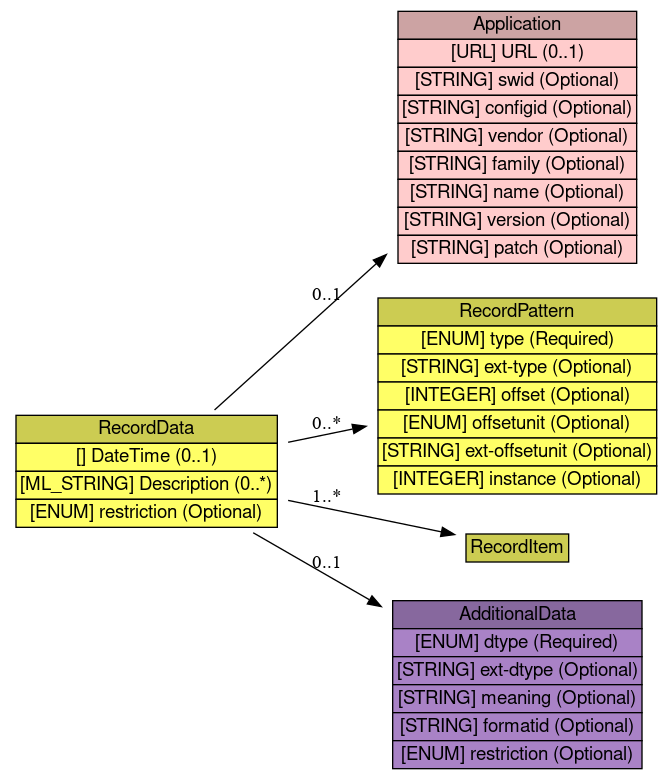 Application
[URL] URL (0..1)
[STRING] swid (Optional)
[STRING] configid (Optional)
[STRING] vendor (Optional)
[STRING] family (Optional)
[STRING] name (Optional)
[STRING] version (Optional)
[STRING] patch (Optional)
0..1
RecordPattern
[ENUM] type (Required)
[STRING] ext-type (Optional)
[INTEGER] offset (Optional)
[ENUM] offsetunit (Optional)
[STRING] ext-offsetunit (Optional)
[INTEGER] instance (Optional)
0..*
RecordData
[] DateTime (0..1)
[ML_STRING] Description (0..*)
[ENUM] restriction (Optional)
1..*
RecordItem
0..1
AdditionalData
[ENUM] dtype (Required)
[STRING] ext-dtype (Optional)
[STRING] meaning (Optional)
[STRING] formatid (Optional)
[ENUM] restriction (Optional)